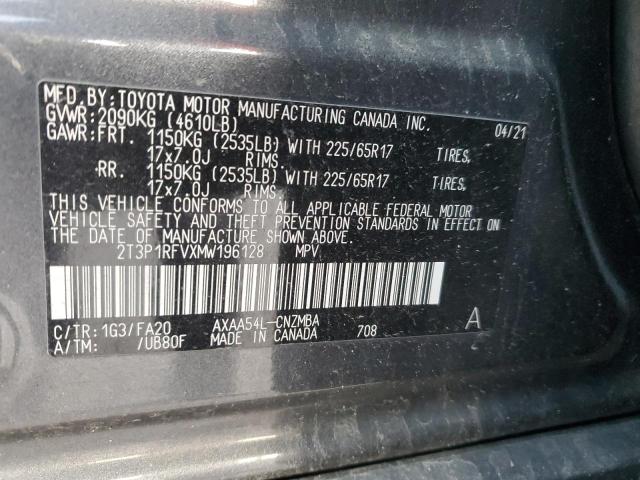 MFD.BY:TOYOTA MOTOR MANUFACTURING CANADA INC. 04/21
GVWR:2090KG (4610LB)
GAWR:FRT. 1150KG (2535LB) WITH 225/65R17 TIRES,
17x7.0J RIMS.
RR. 1150KG (2535LB) WITH 225/65R17 TIRES,
17x7.0J RIMS.
THIS VEHICLE CONFORMS TO ALL APPLICABLE FEDERAL MOTOR
VEHICLE SAFETY AND THEFT PREVENTION STANDARDS IN EFFECT ON
THE DATE OF MANUFACTURE SHOWN ABOVE.
2T3P1RFVXMW196128 MPV
C/TR:1G3/FA20 AXAA54L-CNZMBA A
A/TM: /UB80F MADE IN CANADA 708